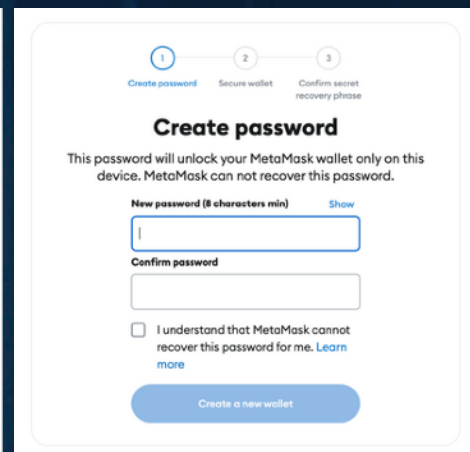 1 2 3
Create password Secure wallet Confirm secret
recovery phrase
Create password
This password will unlock your MetaMask wallet only on this
device. MetaMask can not recover this password.
New password (8 characters min) Show
Confirm password
I understand that MetaMask cannot
recover this password for me. Learn
more
Create a new wallet